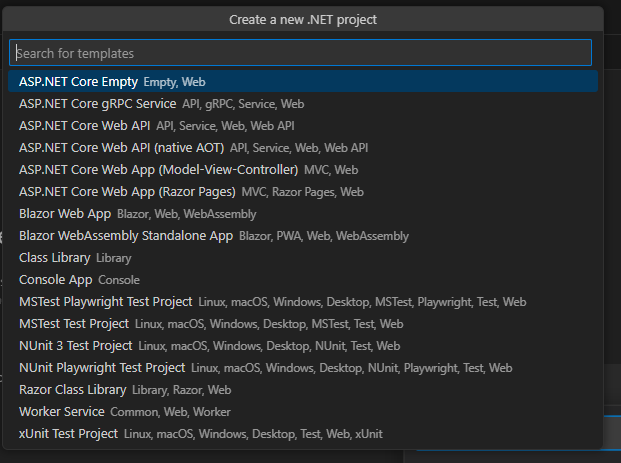 Create a new .NET project
Search for templates
ASP.NET Core Empty Empty, Web
ASP.NET Core gRPC Service API, gRPC, Service, Web
ASP.NET Core Web API API, Service, Web, Web API
ASP.NET Core Web API (native AOT) API, Service, Web, Web API
ASP.NET Core Web App (Model-View-Controller) MVC, Web
ASP.NET Core Web App (Razor Pages) MVC, Razor Pages, Web
Blazor Web App Blazor, Web, WebAssembly
Blazor WebAssembly Standalone App Blazor, PWA, Web, WebAssembly
Class Library Library
Console App Console
MSTest Playwright Test Project Linux, macOS, Windows, Desktop, MSTest, Playwright, Test, Web
MSTest Test Project Linux, macOS, Windows, Desktop, MSTest, Test, Web
NUnit 3 Test Project Linux, macOS, Windows, Desktop, NUnit, Test, Web
NUnit Playwright Test Project Linux, macOS, Windows, Desktop, NUnit, Playwright, Test, Web
Razor Class Library Library, Razor, Web
Worker Service Common, Web, Worker
xUnit Test Project Linux, macOS, Windows, Desktop, Test, Web, xUnit